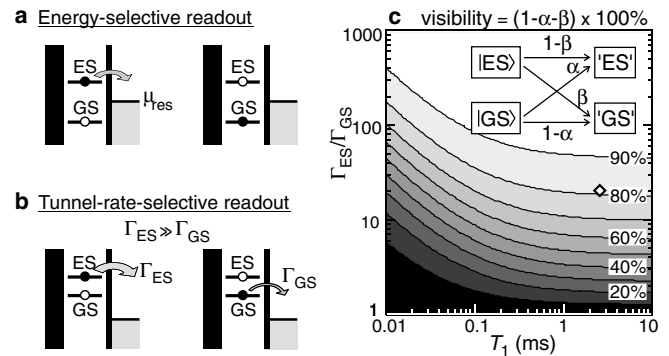 a Energy-selective readout
ES
GS
μres
ES
GS
b Tunnel-rate-selective readout
ΓES≫ΓGS
ES
GS
ΓES
ES
GS
ΓGS
c visibility = (1-α-β) x 100%
ΓES/ΓGS
1000
100
10
1
|ES⟩
|GS⟩
1-β
α
β
1-α
'ES'
'GS'
90%
80%
60%
40%
20%
0.01
0.1
1
10
T1 (ms)